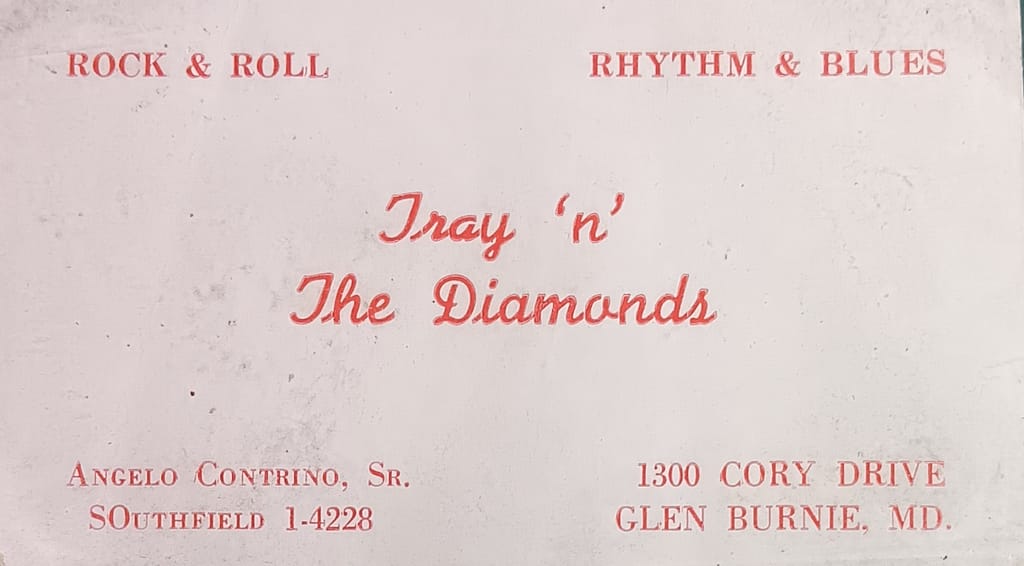 ROCK & ROLL
RHYTHM & BLUES
Tray ‘n’
The Diamonds
ANGELO CONTRINO, SR.
SOUTHFIELD 1-4228
1300 CORY DRIVE
GLEN BURNIE, MD.